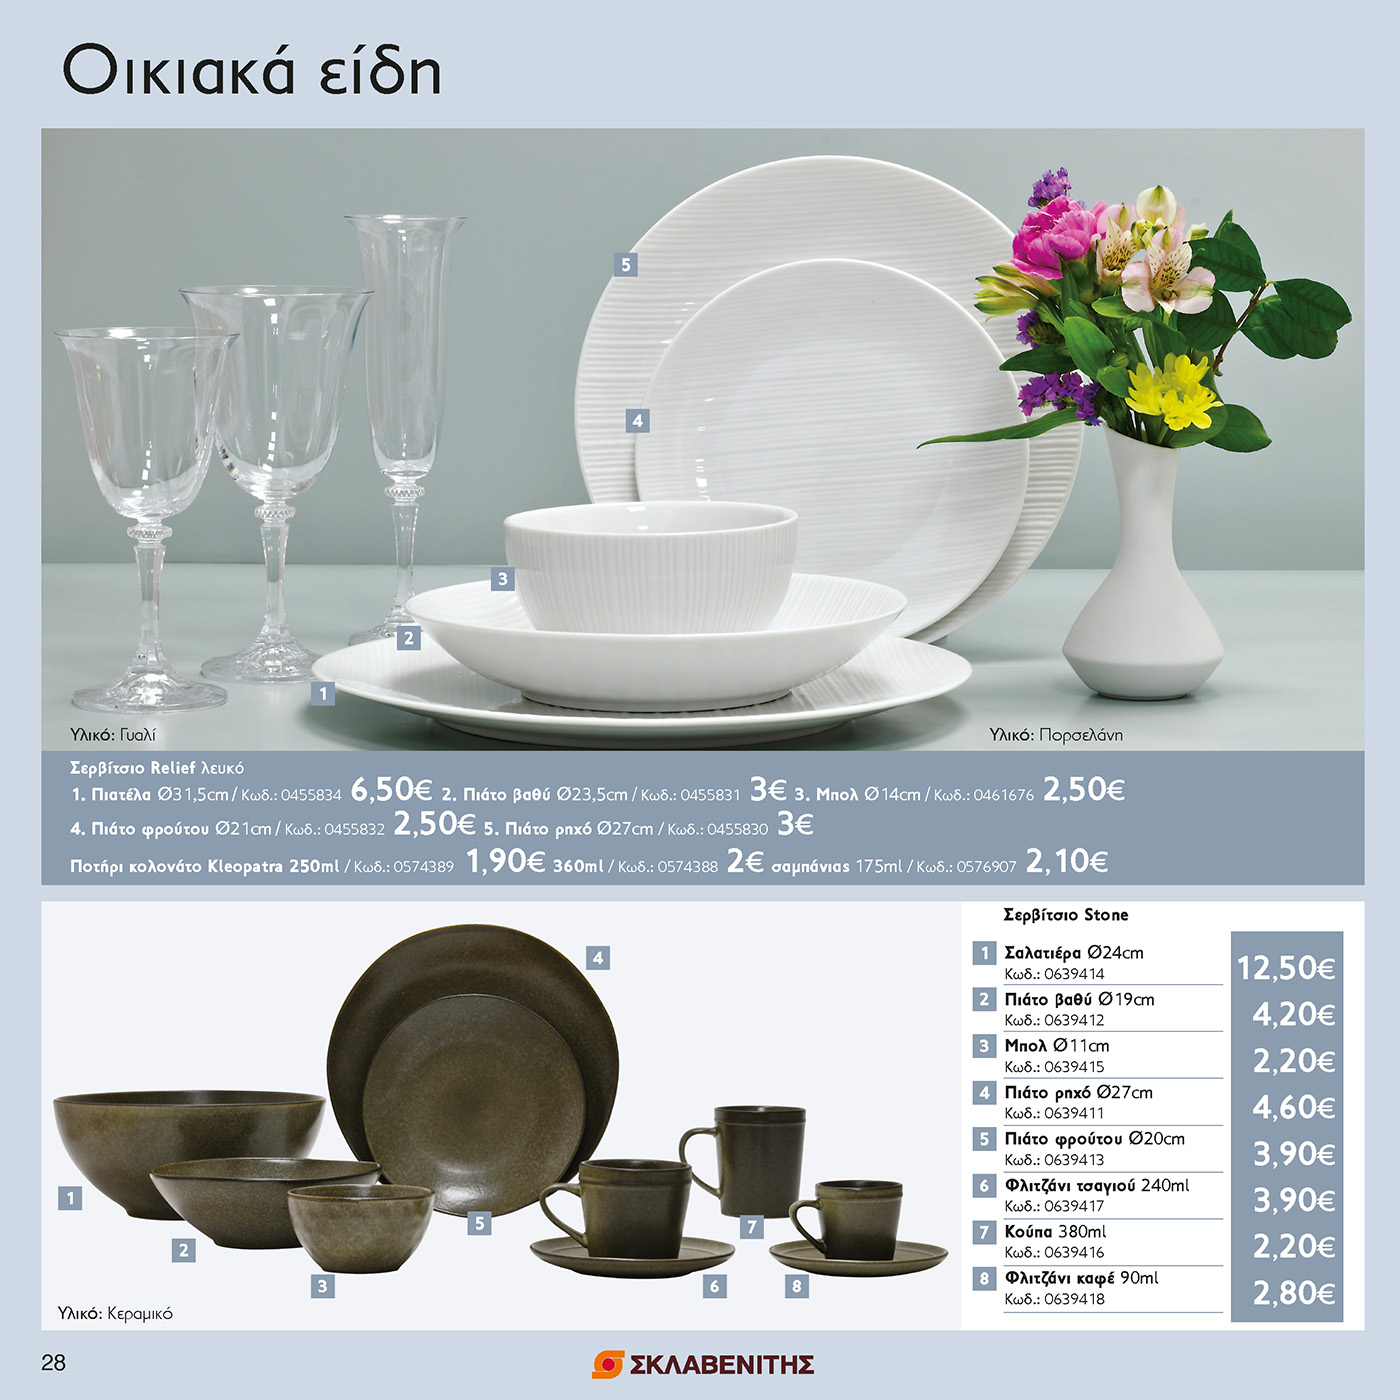 Οικιακά είδη
5
4
3
2
1
Υλικό: Γυαλί
Υλικό: Πορσελάνη
Σερβίτσιο Relief λευκό
1. Πιατέλα Ø31,5cm / Κωδ.: 0455834 6,50€ 2. Πιάτο βαθύ Ø23,5cm / Κωδ.: 0455831 3€ 3. Μπολ Ø14cm / Κωδ.: 0461676 2,50€
4. Πιάτο φρούτου Ø21cm / Κωδ.: 0455832 2,50€ 5. Πιάτο ρηχό Ø27cm / Κωδ.: 0455830 3€
Ποτήρι κολονάτο Kleopatra 250ml / Κωδ.: 0574389 1,90€ 360ml / Κωδ.: 0574388 2€ σαμπάνιας 175ml / Κωδ.: 0576907 2,10€
4
1
2
3
5
6
7
8
Υλικό: Κεραμικό
Σερβίτσιο Stone
1 Σαλατιέρα Ø24cm
Κωδ.: 0639414
12,50€
2 Πιάτο βαθύ Ø19cm
Κωδ.: 0639412
4,20€
3 Μπολ Ø11cm
Κωδ.: 0639415
2,20€
4 Πιάτο ρηχό Ø27cm
Κωδ.: 0639411
4,60€
5 Πιάτο φρούτου Ø20cm
Κωδ.: 0639413
3,90€
6 Φλιτζάνι τσαγιού 240ml
Κωδ.: 0639417
3,90€
7 Κούπα 380ml
Κωδ.: 0639416
2,20€
8 Φλιτζάνι καφέ 90ml
Κωδ.: 0639418
2,80€
28
ΣΚΛΑΒΕΝΙΤΗΣ